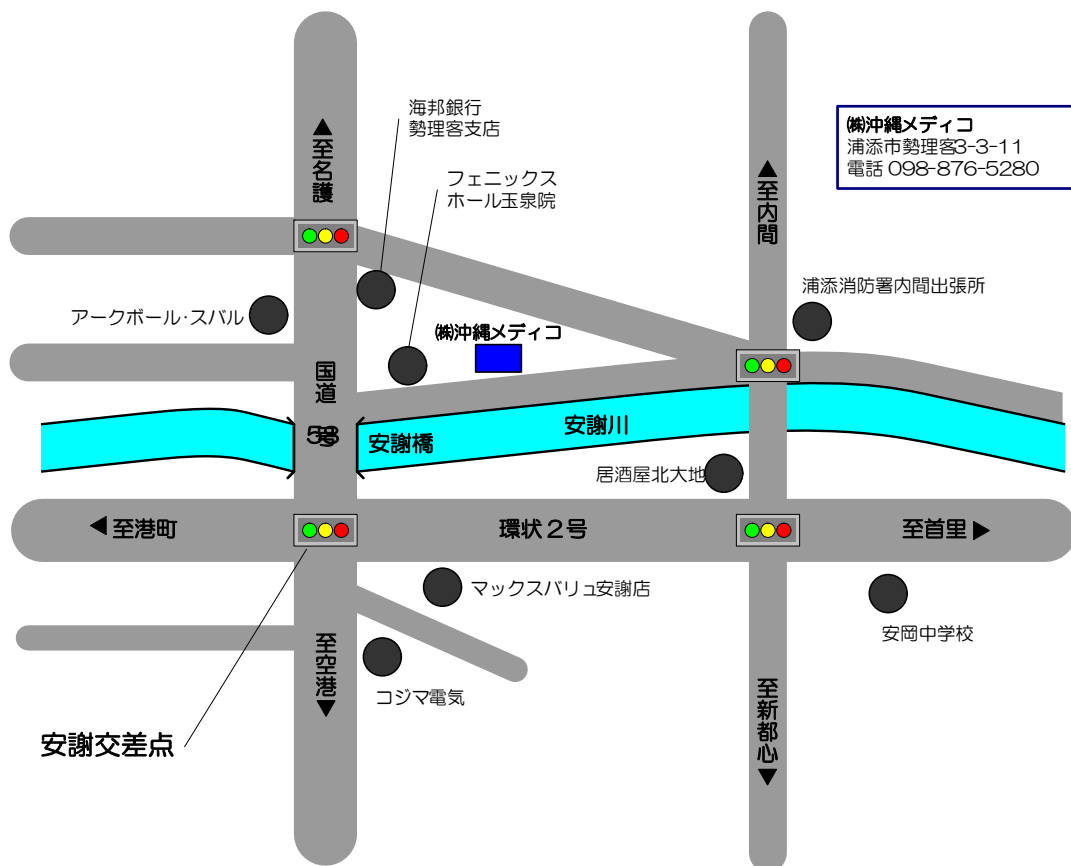 海邦銀行
勢理客支店
▲至名護
フェニックス
ホール玉泉院
㈱沖縄メディコ
浦添市勢理客3-3-11
電話 098-876-5280
▲至内間
浦添消防署内間出張所
アークボール・スバル
㈱沖縄メディコ
国道
58
号
安謝橋
安謝川
居酒屋北大地
◀至港町
環状２号
至首里▶
マックスバリュ安謝店
安岡中学校
至空港▼
コジマ電気
至新都心▼
安謝交差点